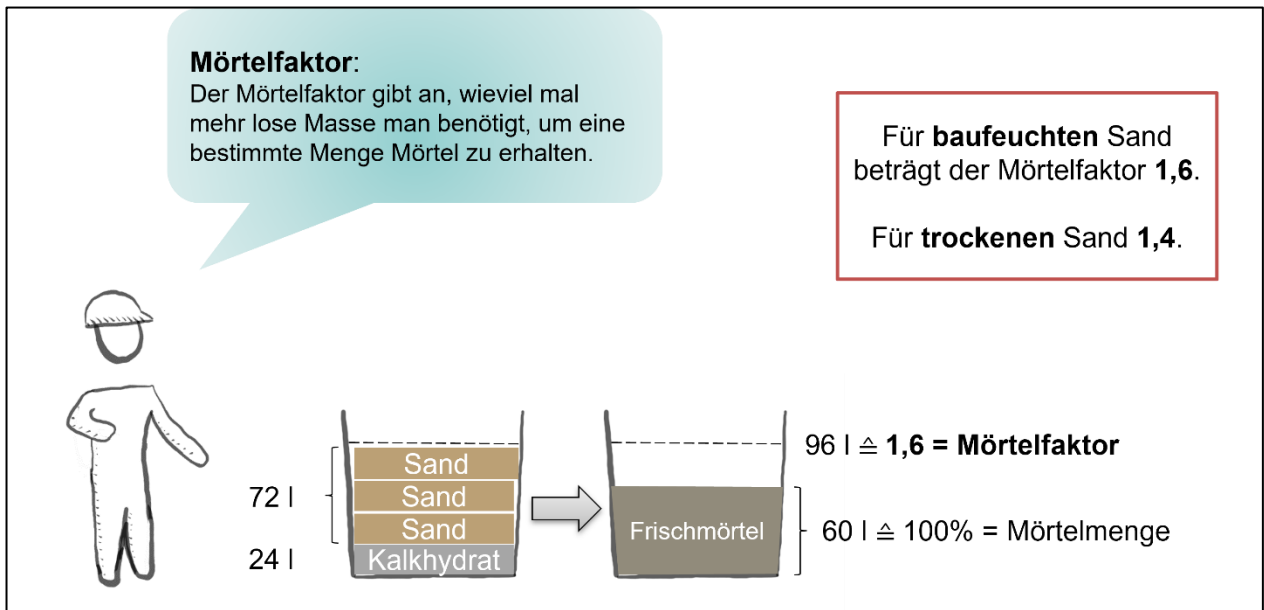 Mörtelfaktor:
Der Mörtelfaktor gibt an, wieviel mal
mehr lose Masse man benötigt, um eine
bestimmte Menge Mörtel zu erhalten.
Für baufeuchten Sand
beträgt der Mörtelfaktor 1,6.
Für trockenen Sand 1,4.
72 l
24 l
Sand
Sand
Sand
Kalkhydrat
Frischmörtel
96 l ≙ 1,6 = Mörtelfaktor
60 l ≙ 100% = Mörtelmenge